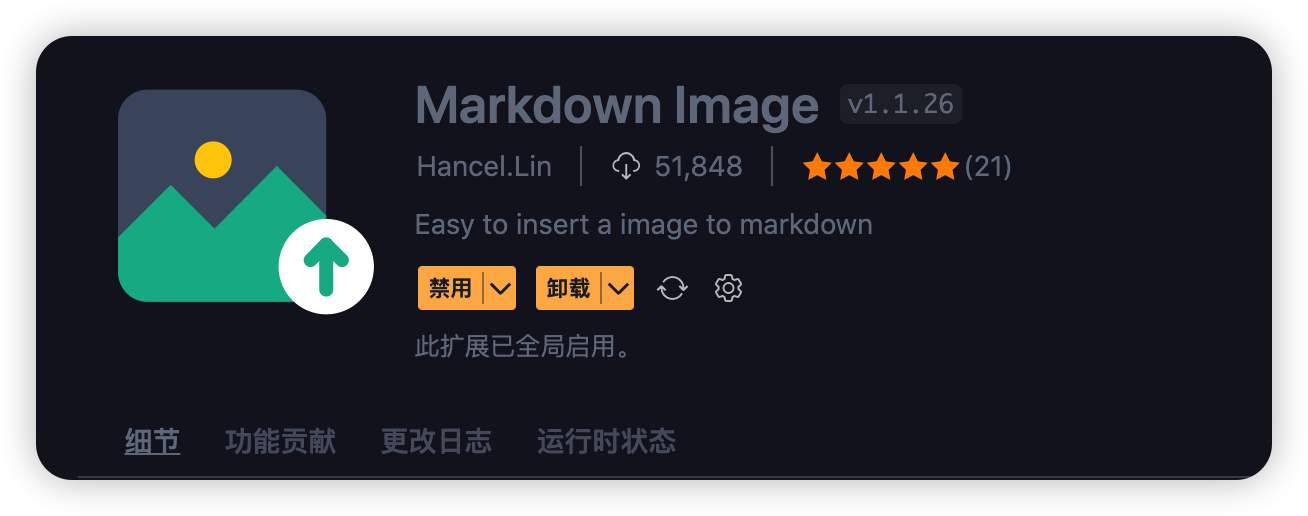 Markdown Image v1.1.26
Hancel.Lin 51,848 (21)
Easy to insert a image to markdown
禁用 卸载
此扩展已全局启用。
细节 功能贡献 更改日志 运行时状态